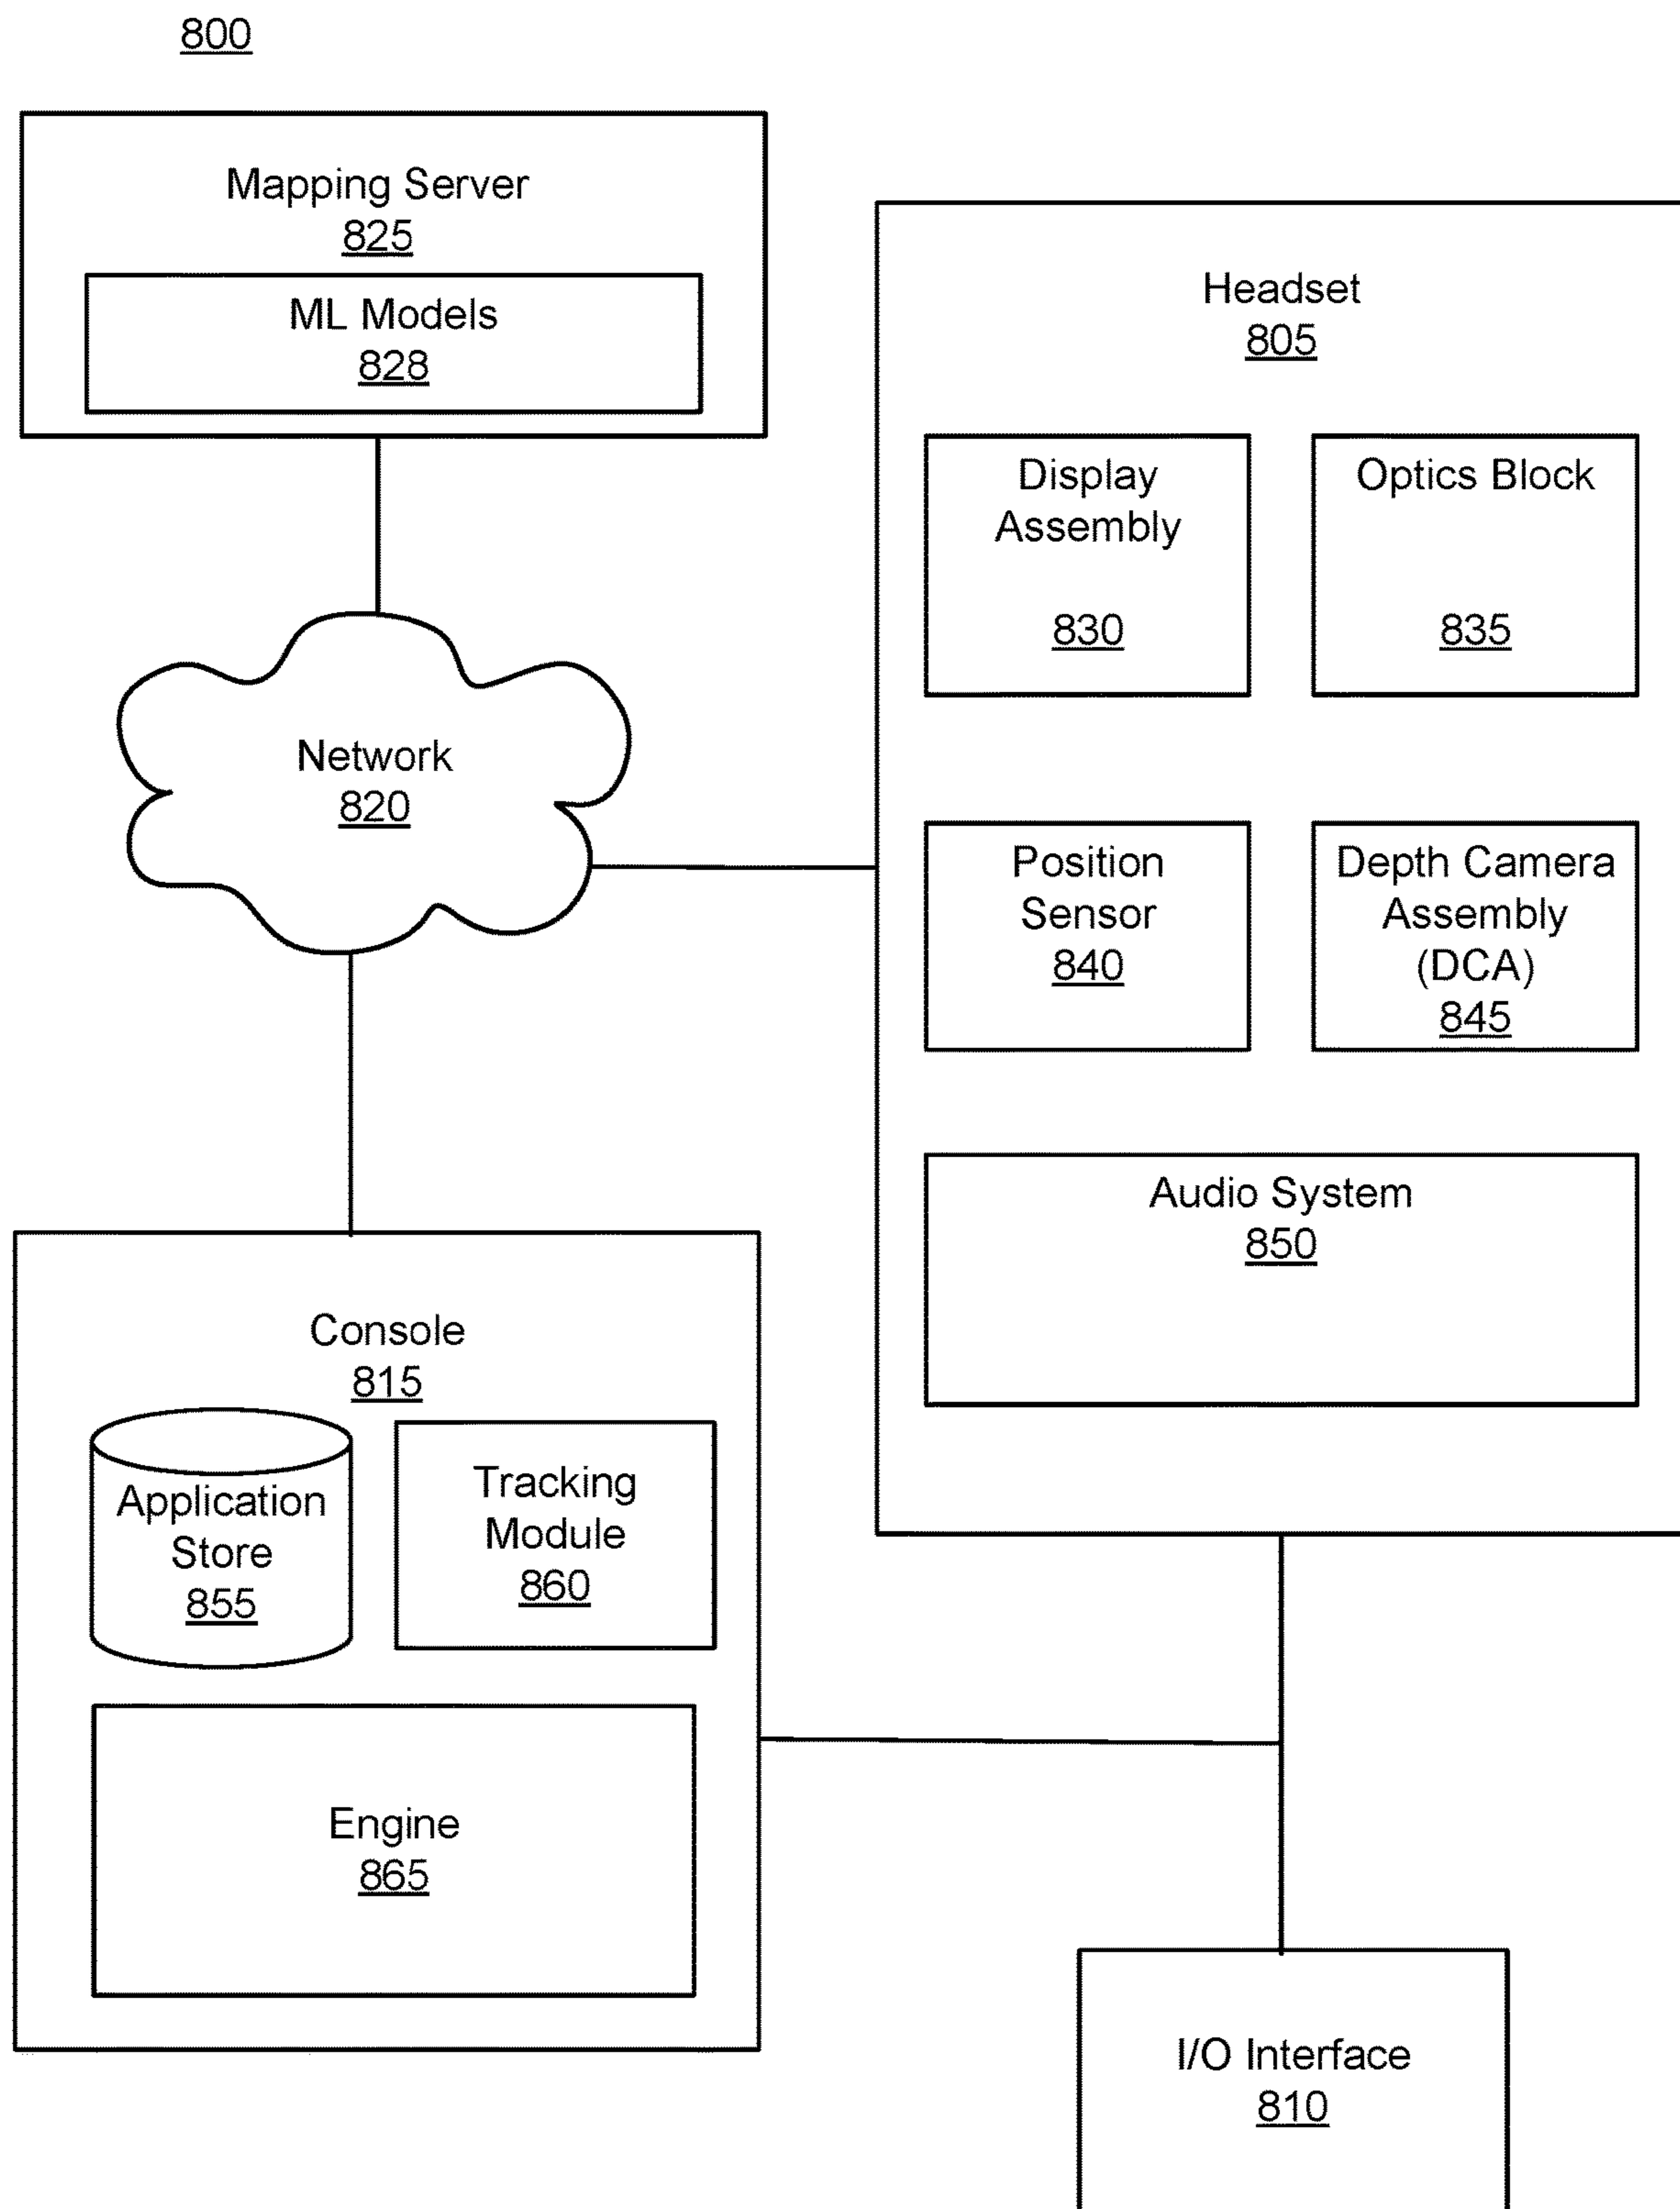 800
Mapping Server
825
ML Models
828
Headset
805
Display
Assembly
830
Optics Block
835
Network
820
Position
Sensor
840
Depth Camera
Assembly
(DCA)
845
Audio System
850
Console
815
Application
Store
855
Tracking
Module
860
Engine
865
I/O Interface
810